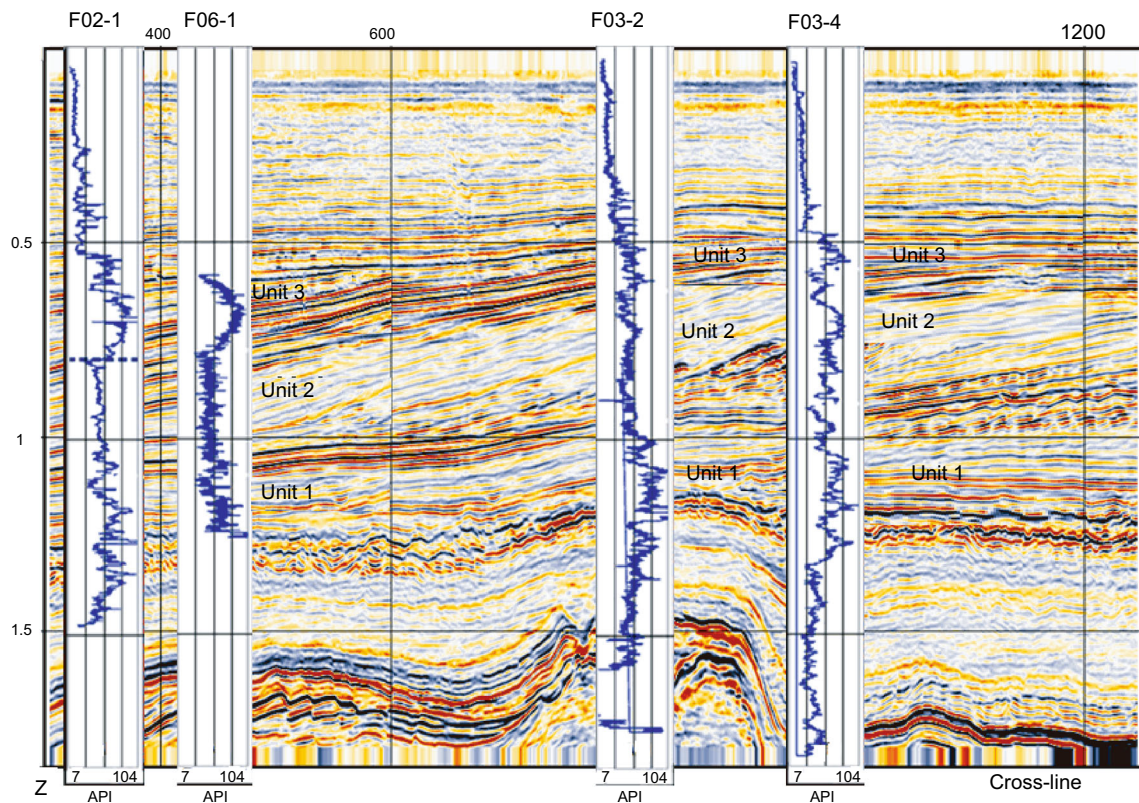 F02-1 F06-1 F03-2 F03-4
400 600 1200
0.5
Unit 3 Unit 3 Unit 3
Unit 2 Unit 2 Unit 2
1
Unit 1 Unit 1 Unit 1
1.5
Z
7 104 7 104 7 104 7 104
API API API API
Cross-line